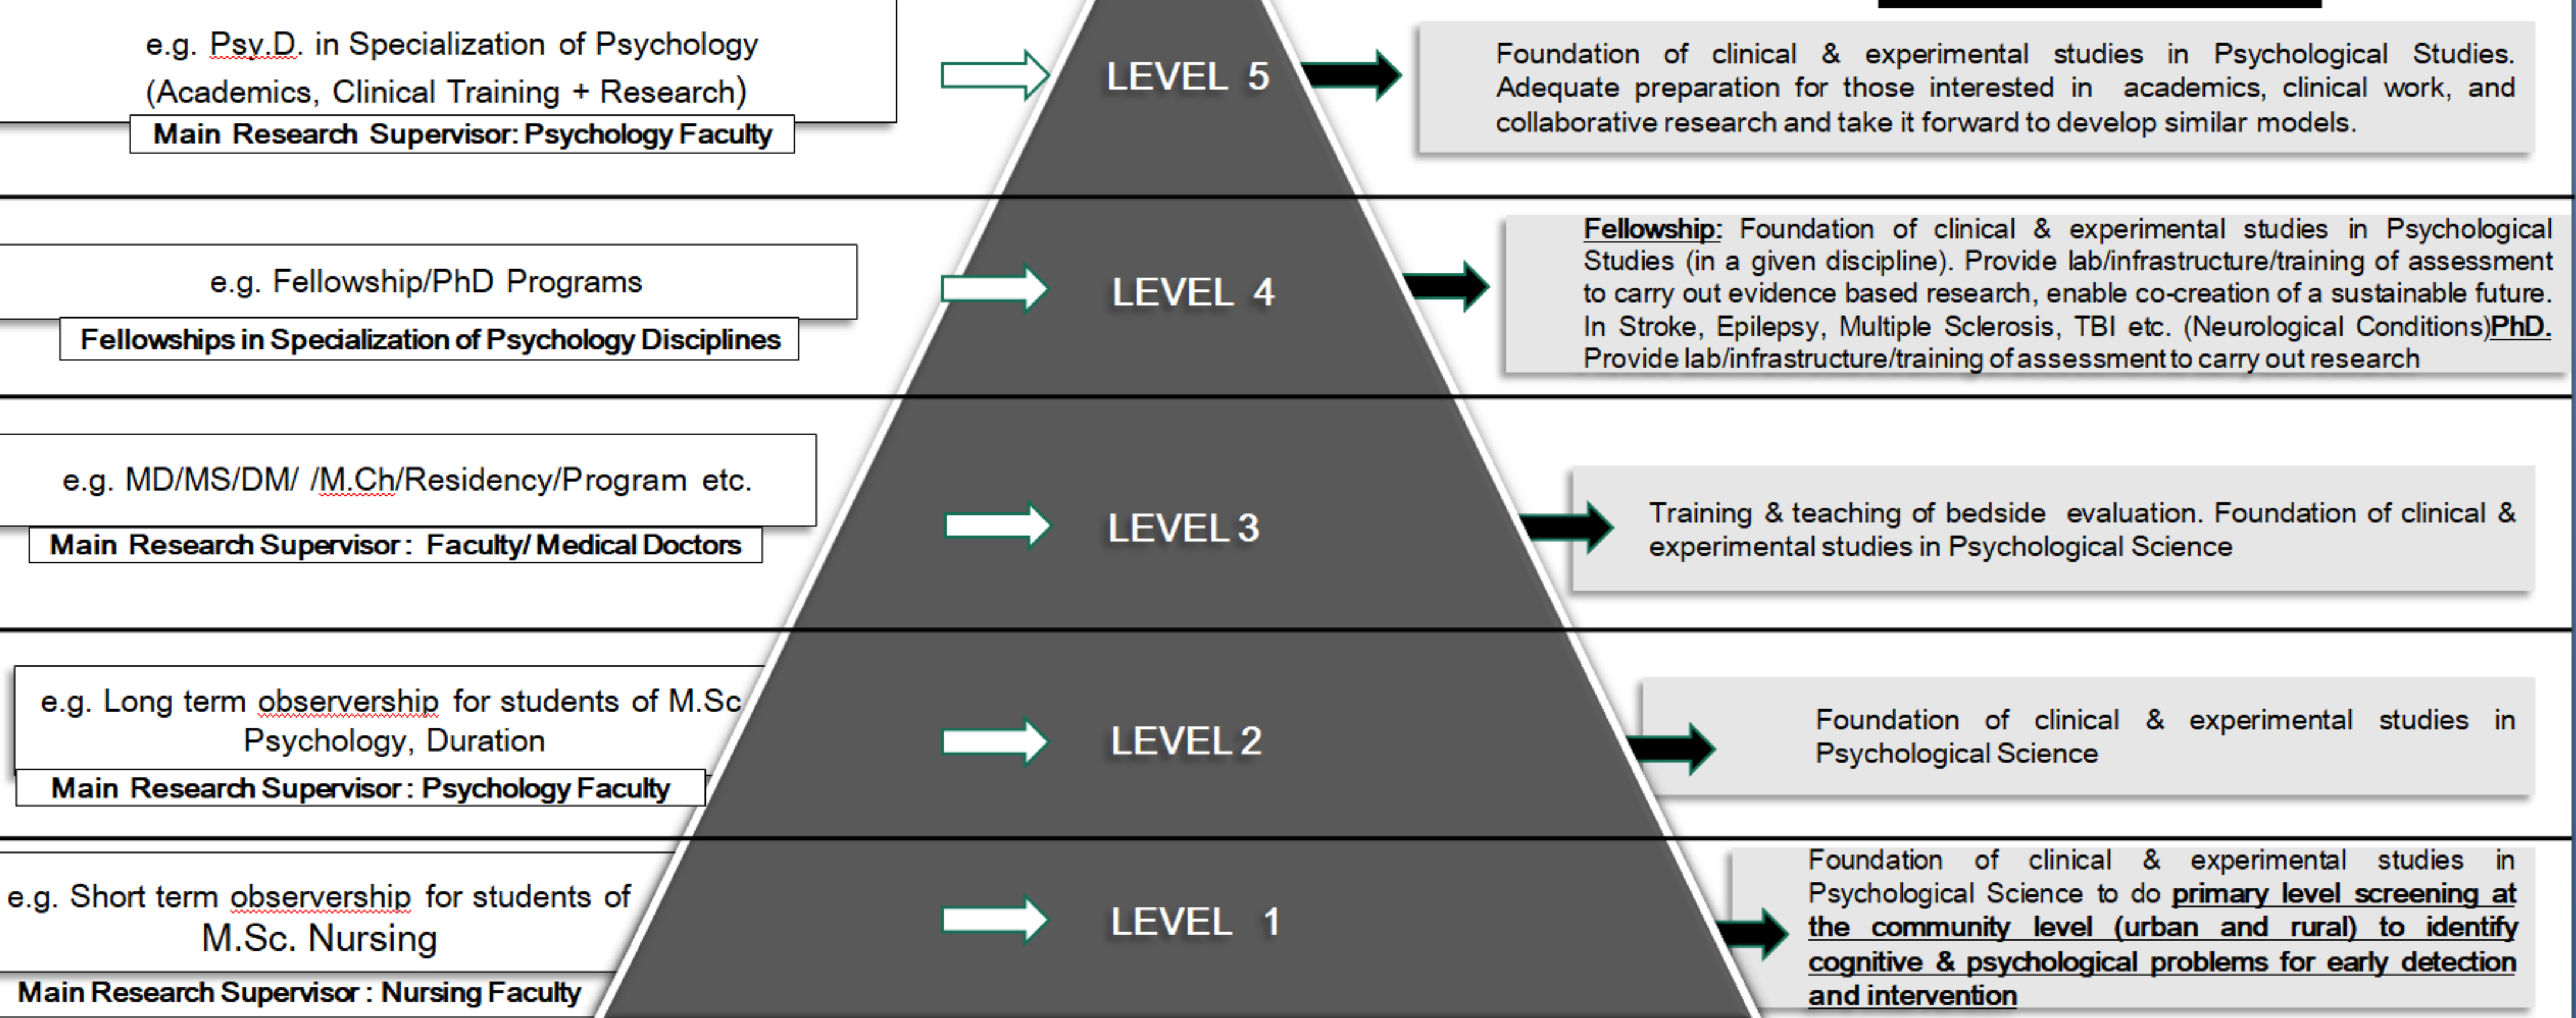 e.g. Psy.D. in Specialization of Psychology
(Academics, Clinical Training + Research)
Main Research Supervisor: Psychology Faculty
LEVEL 5
Foundation of clinical & experimental studies in Psychological Studies.
Adequate preparation for those interested in academics, clinical work, and
collaborative research and take it forward to develop similar models.
e.g. Fellowship/PhD Programs
Fellowships in Specialization of Psychology Disciplines
LEVEL 4
Fellowship: Foundation of clinical & experimental studies in Psychological
Studies (in a given discipline). Provide lab/infrastructure/training of assessment
to carry out evidence based research, enable co-creation of a sustainable future.
In Stroke, Epilepsy, Multiple Sclerosis, TBI etc. (Neurological Conditions)PhD.
Provide lab/infrastructure/training of assessment to carry out research
e.g. MD/MS/DM/ /M.Ch/Residency/Program etc.
Main Research Supervisor : Faculty/ Medical Doctors
LEVEL 3
Training & teaching of bedside evaluation. Foundation of clinical &
experimental studies in Psychological Science
e.g. Long term observership for students of M.Sc
Psychology, Duration
Main Research Supervisor : Psychology Faculty
LEVEL 2
Foundation of clinical & experimental studies in
Psychological Science
e.g. Short term observership for students of
M.Sc. Nursing
Main Research Supervisor : Nursing Faculty
LEVEL 1
Foundation of clinical & experimental studies in
Psychological Science to do primary level screening at
the community level (urban and rural) to identify
cognitive & psychological problems for early detection
and intervention